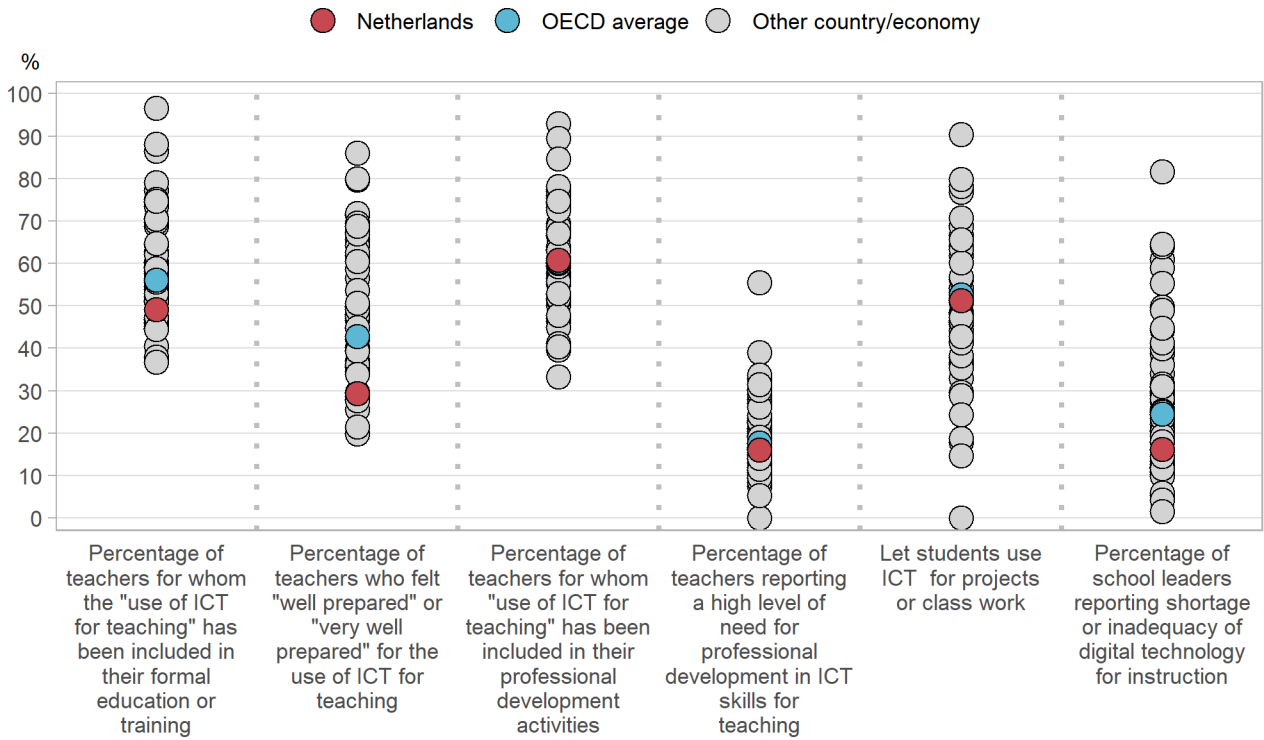 Netherlands OECD average Other country/economy
%
100
90
80
70
60
50
40
30
20
10
0
Percentage of
teachers for whom
the "use of ICT
for teaching" has
been included in
their formal
education or
training
Percentage of
teachers who felt
"well prepared" or
"very well
prepared" for the
use of ICT for
teaching
Percentage of
teachers for whom
"use of ICT for
teaching" has been
included in their
professional
development
activities
Percentage of
teachers reporting
a high level of
need for
professional
development in ICT
skills for
teaching
Let students use
ICT for projects
or class work
Percentage of
school leaders
reporting shortage
or inadequacy of
digital technology
for instruction